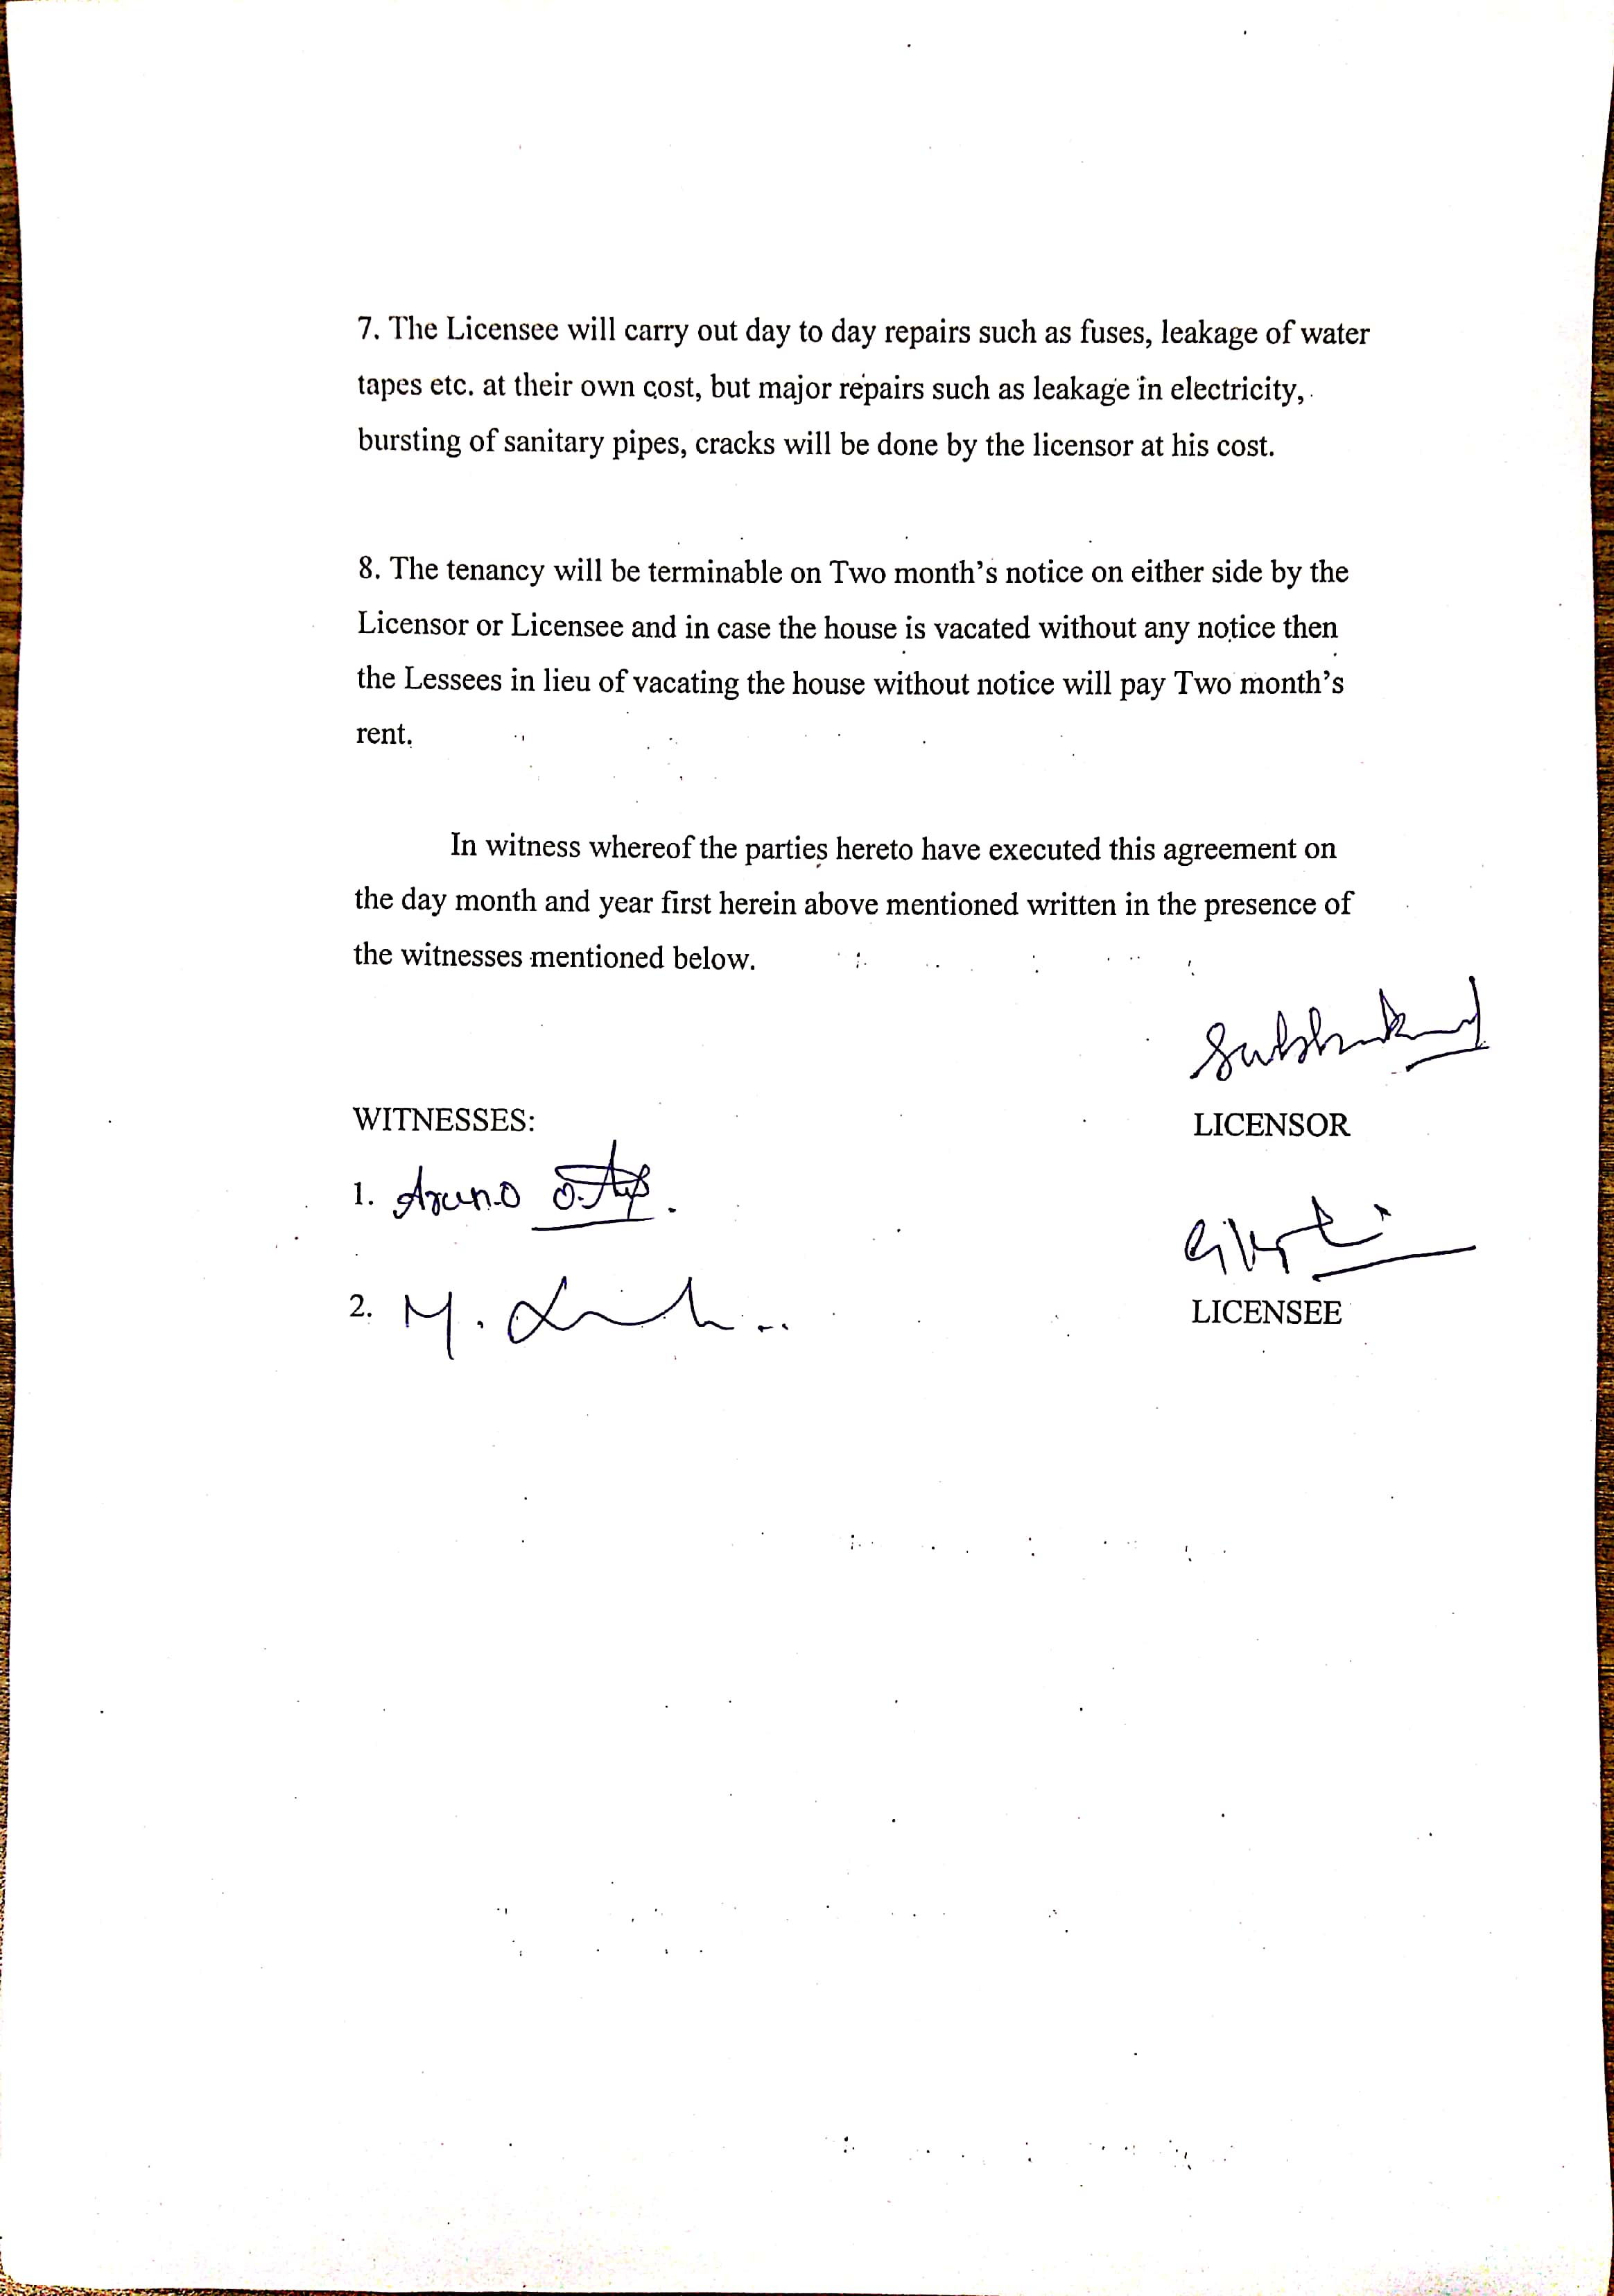 7. The Licensee will carry out day to day repairs such as fuses, leakage of water
tapes etc. at their own cost, but major repairs such as leakage in electricity,
bursting of sanitary pipes, cracks will be done by the licensor at his cost.
8. The tenancy will be terminable on Two month's notice on either side by the
Licensor or Licensee and in case the house is vacated without any notice then
the Lessees in lieu of vacating the house without notice will pay Two month's
rent.
In witness whereof the parties hereto have executed this agreement on
the day month and year first herein above mentioned written in the presence of
the witnesses mentioned below.
WITNESSES:
LICENSOR
1.
2. M.
LICENSEE